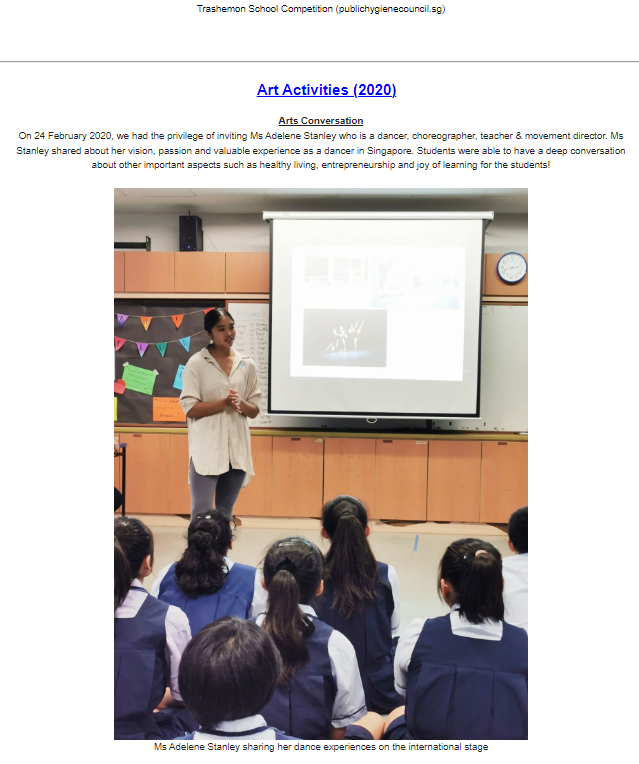 Trashemon School Competition (publichygienecouncil.sg)
Art Activities (2020)
Arts Conversation
On 24 February 2020, we had the privilege of inviting Ms Adelene Stanley who is a dancer, choreographer, teacher & movement director. Ms
Stanley shared about her vision, passion and valuable experience as a dancer in Singapore. Students were able to have a deep conversation
about other important aspects such as healthy living, entrepreneurship and joy of learning for the students!
Ms Adelene Stanley sharing her dance experiences on the international stage